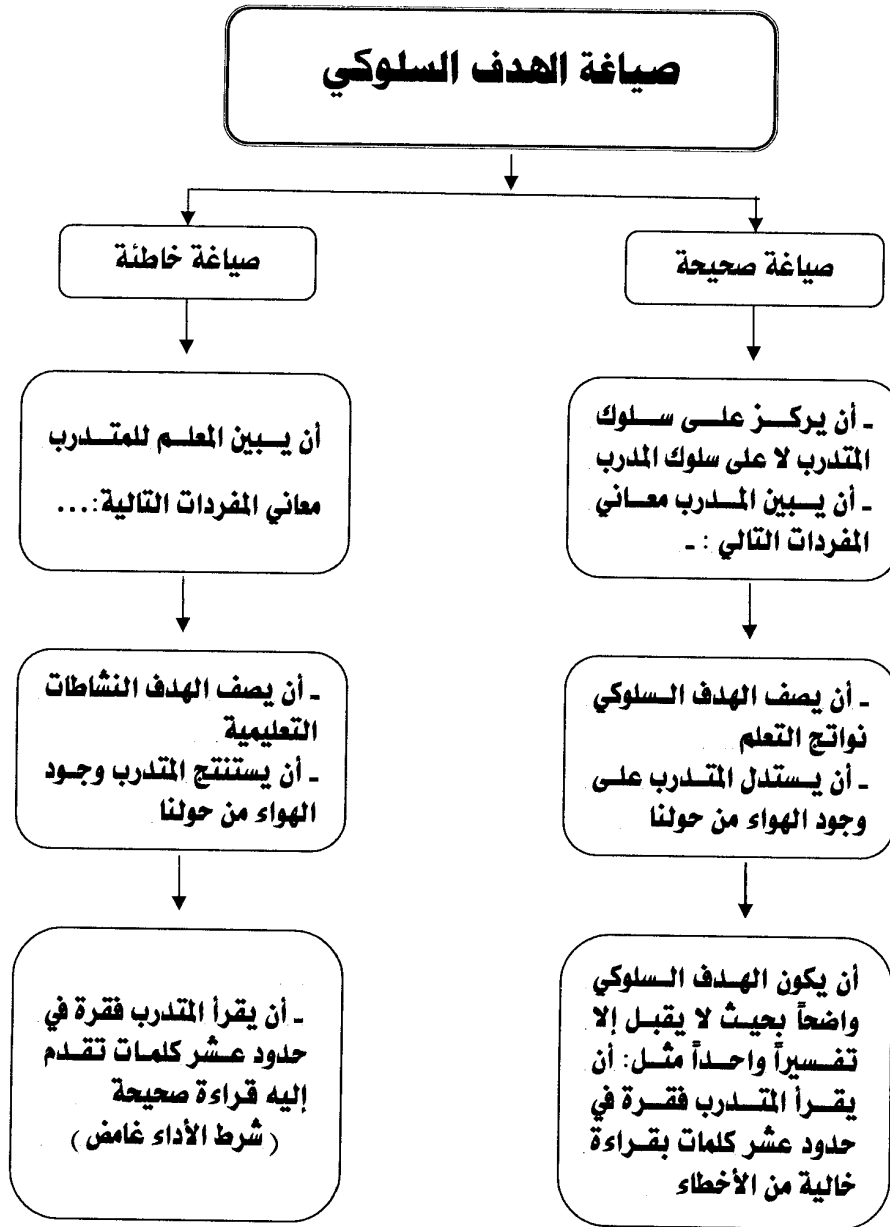 صياغة الهدف السلوكي
صياغة صحيحة
صياغة خاطئة
ـ أن يركز على سلوك
المتدرب لا على سلوك المدرب
ـ أن يبين المدرب معاني
المفردات التالي : ـ
أن يبين المعلم للمتدرب
معاني المفردات التالية:...
ـ أن يصف الهدف السلوكي
نواتج التعلم
ـ أن يستدل المتدرب على
وجود الهواء من حولنا
ـ أن يصف الهدف النشاطات
التعليمية
ـ أن يستنتج المتدرب وجود
الهواء من حولنا
أن يكون الهدف السلوكي
واضحاً بحيث لا يقبل إلا
تفسيراً واحداً مثل: أن
يقرأ المتدرب فقرة في
حدود عشر كلمات بقراءة
خالية من الأخطاء
ـ أن يقرأ المتدرب فقرة في
حدود عشر كلمات تقدم
إليه قراءة صحيحة
(شرط الأداء غامض)